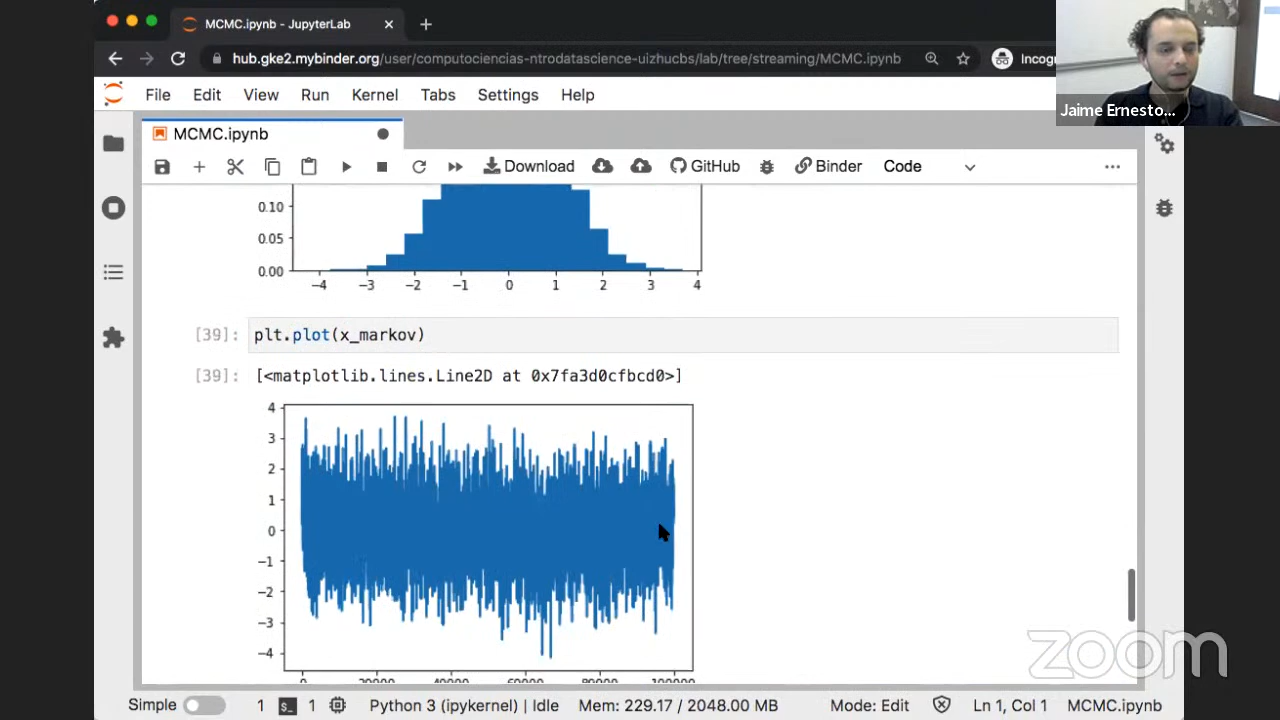 MCMC.ipynb - JupyterLab
hub.gke2.mybinder.org/user/computociencias-ntrodatascience-uizhucbs/lab/tree/streaming/MCMC.ipynb
Incog
Jaime Ernesto...
File Edit View Run Kernel Tabs Settings Help
MCMC.ipynb
Download GitHub Binder Code
0.10
0.05
0.00
−4 −3 −2 −1 0 1 2 3 4
[39]: plt.plot(x_markov)
[39]: [<matplotlib.lines.Line2D at 0x7fa3d0cfbcd0>]
4
3
2
1
0
−1
−2
−3
−4
0 20000 40000 60000 80000 100000
zoom
Simple 1 1 Python 3 (ipykernel) | Idle Mem: 229.17 / 2048.00 MB Mode: Edit Ln 1, Col 1 MCMC.ipynb